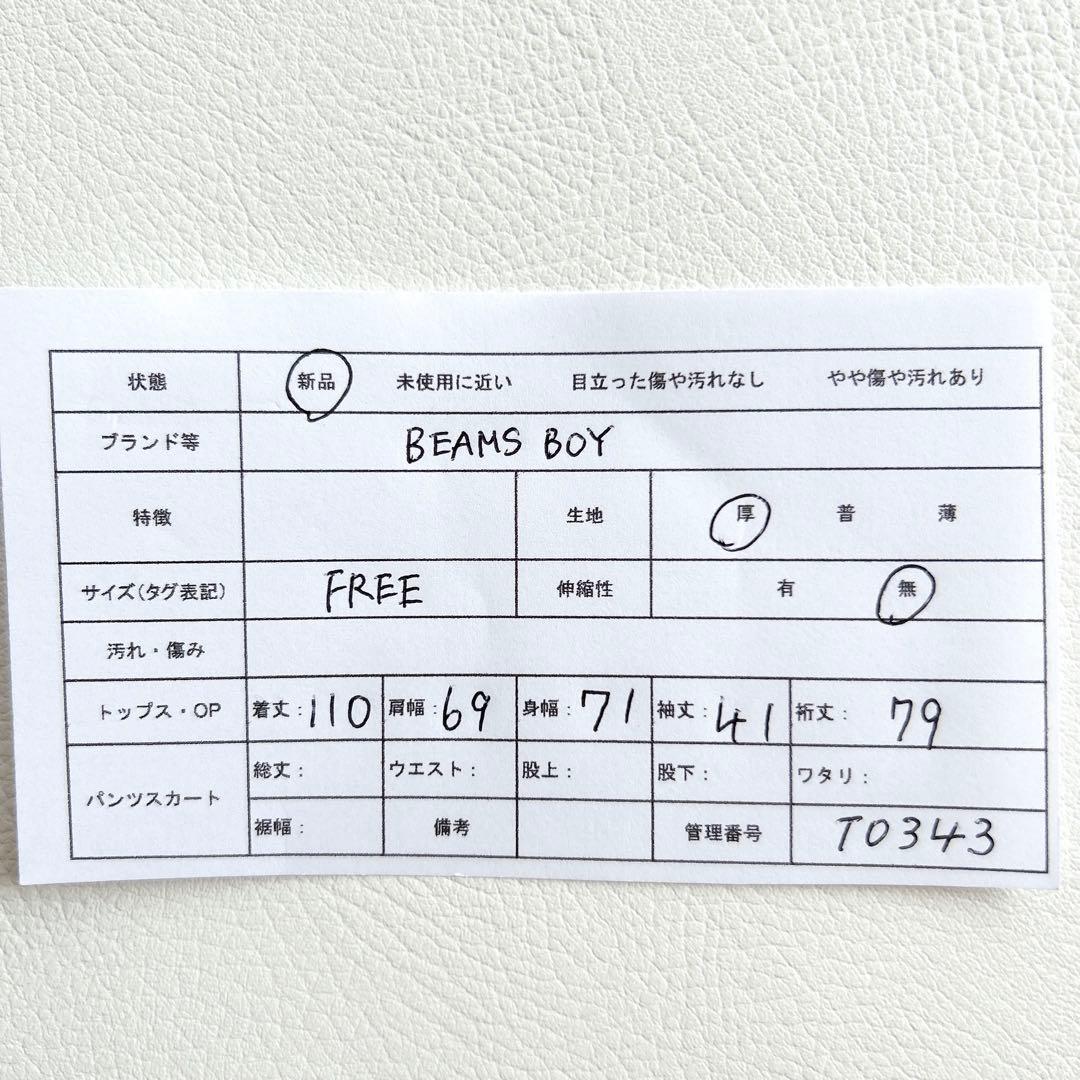 状態 新品 未使用に近い 目立った傷や汚れなし やや傷や汚れあり
ブランド等 BEAMS BOY
特徴 生地 厚 普 薄
サイズ(タグ表記) FREE 伸縮性 有 無
汚れ・傷み
トップス・OP 着丈:110 肩幅:69 身幅:71 袖丈:41 裄丈: 79
パンツスカート 総丈: ウエスト: 股上: 股下: ワタリ:
裾幅: 備考 管理番号 T0343